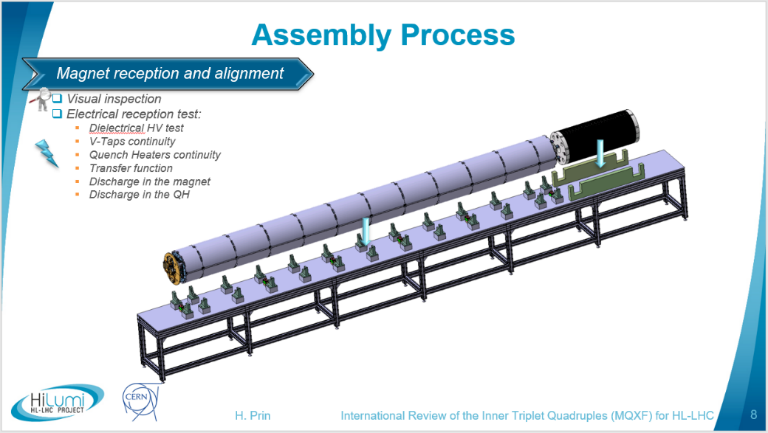 Assembly Process
Magnet reception and alignment
Visual inspection
Electrical reception test:
Dielectrical HV test
V-Taps continuity
Quench Heaters continuity
Transfer function
Discharge in the magnet
Discharge in the QH
HiLumi
HL-LHC PROJECT
CERN
H. Prin
International Review of the Inner Triplet Quadruples (MQXF) for HL-LHC
8